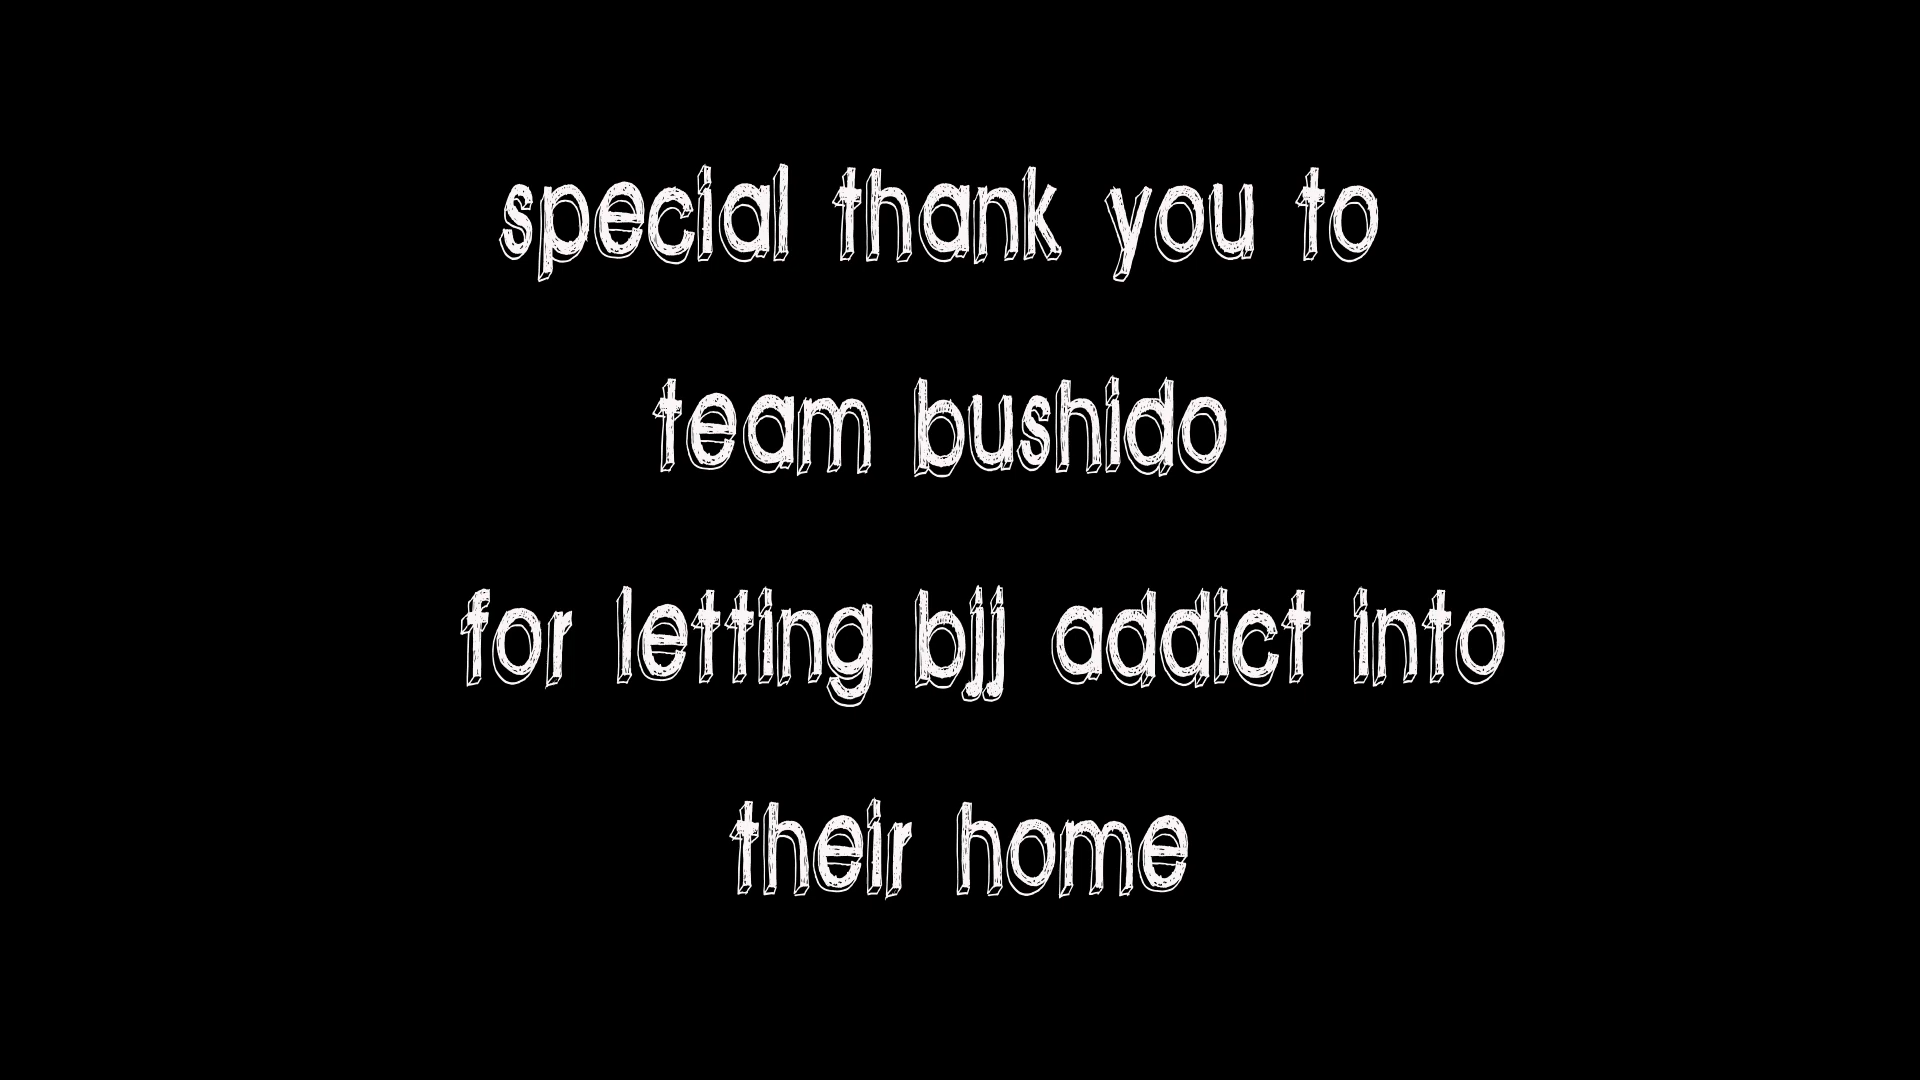 special thank you to
team bushido
for letting bjj addict into
their home